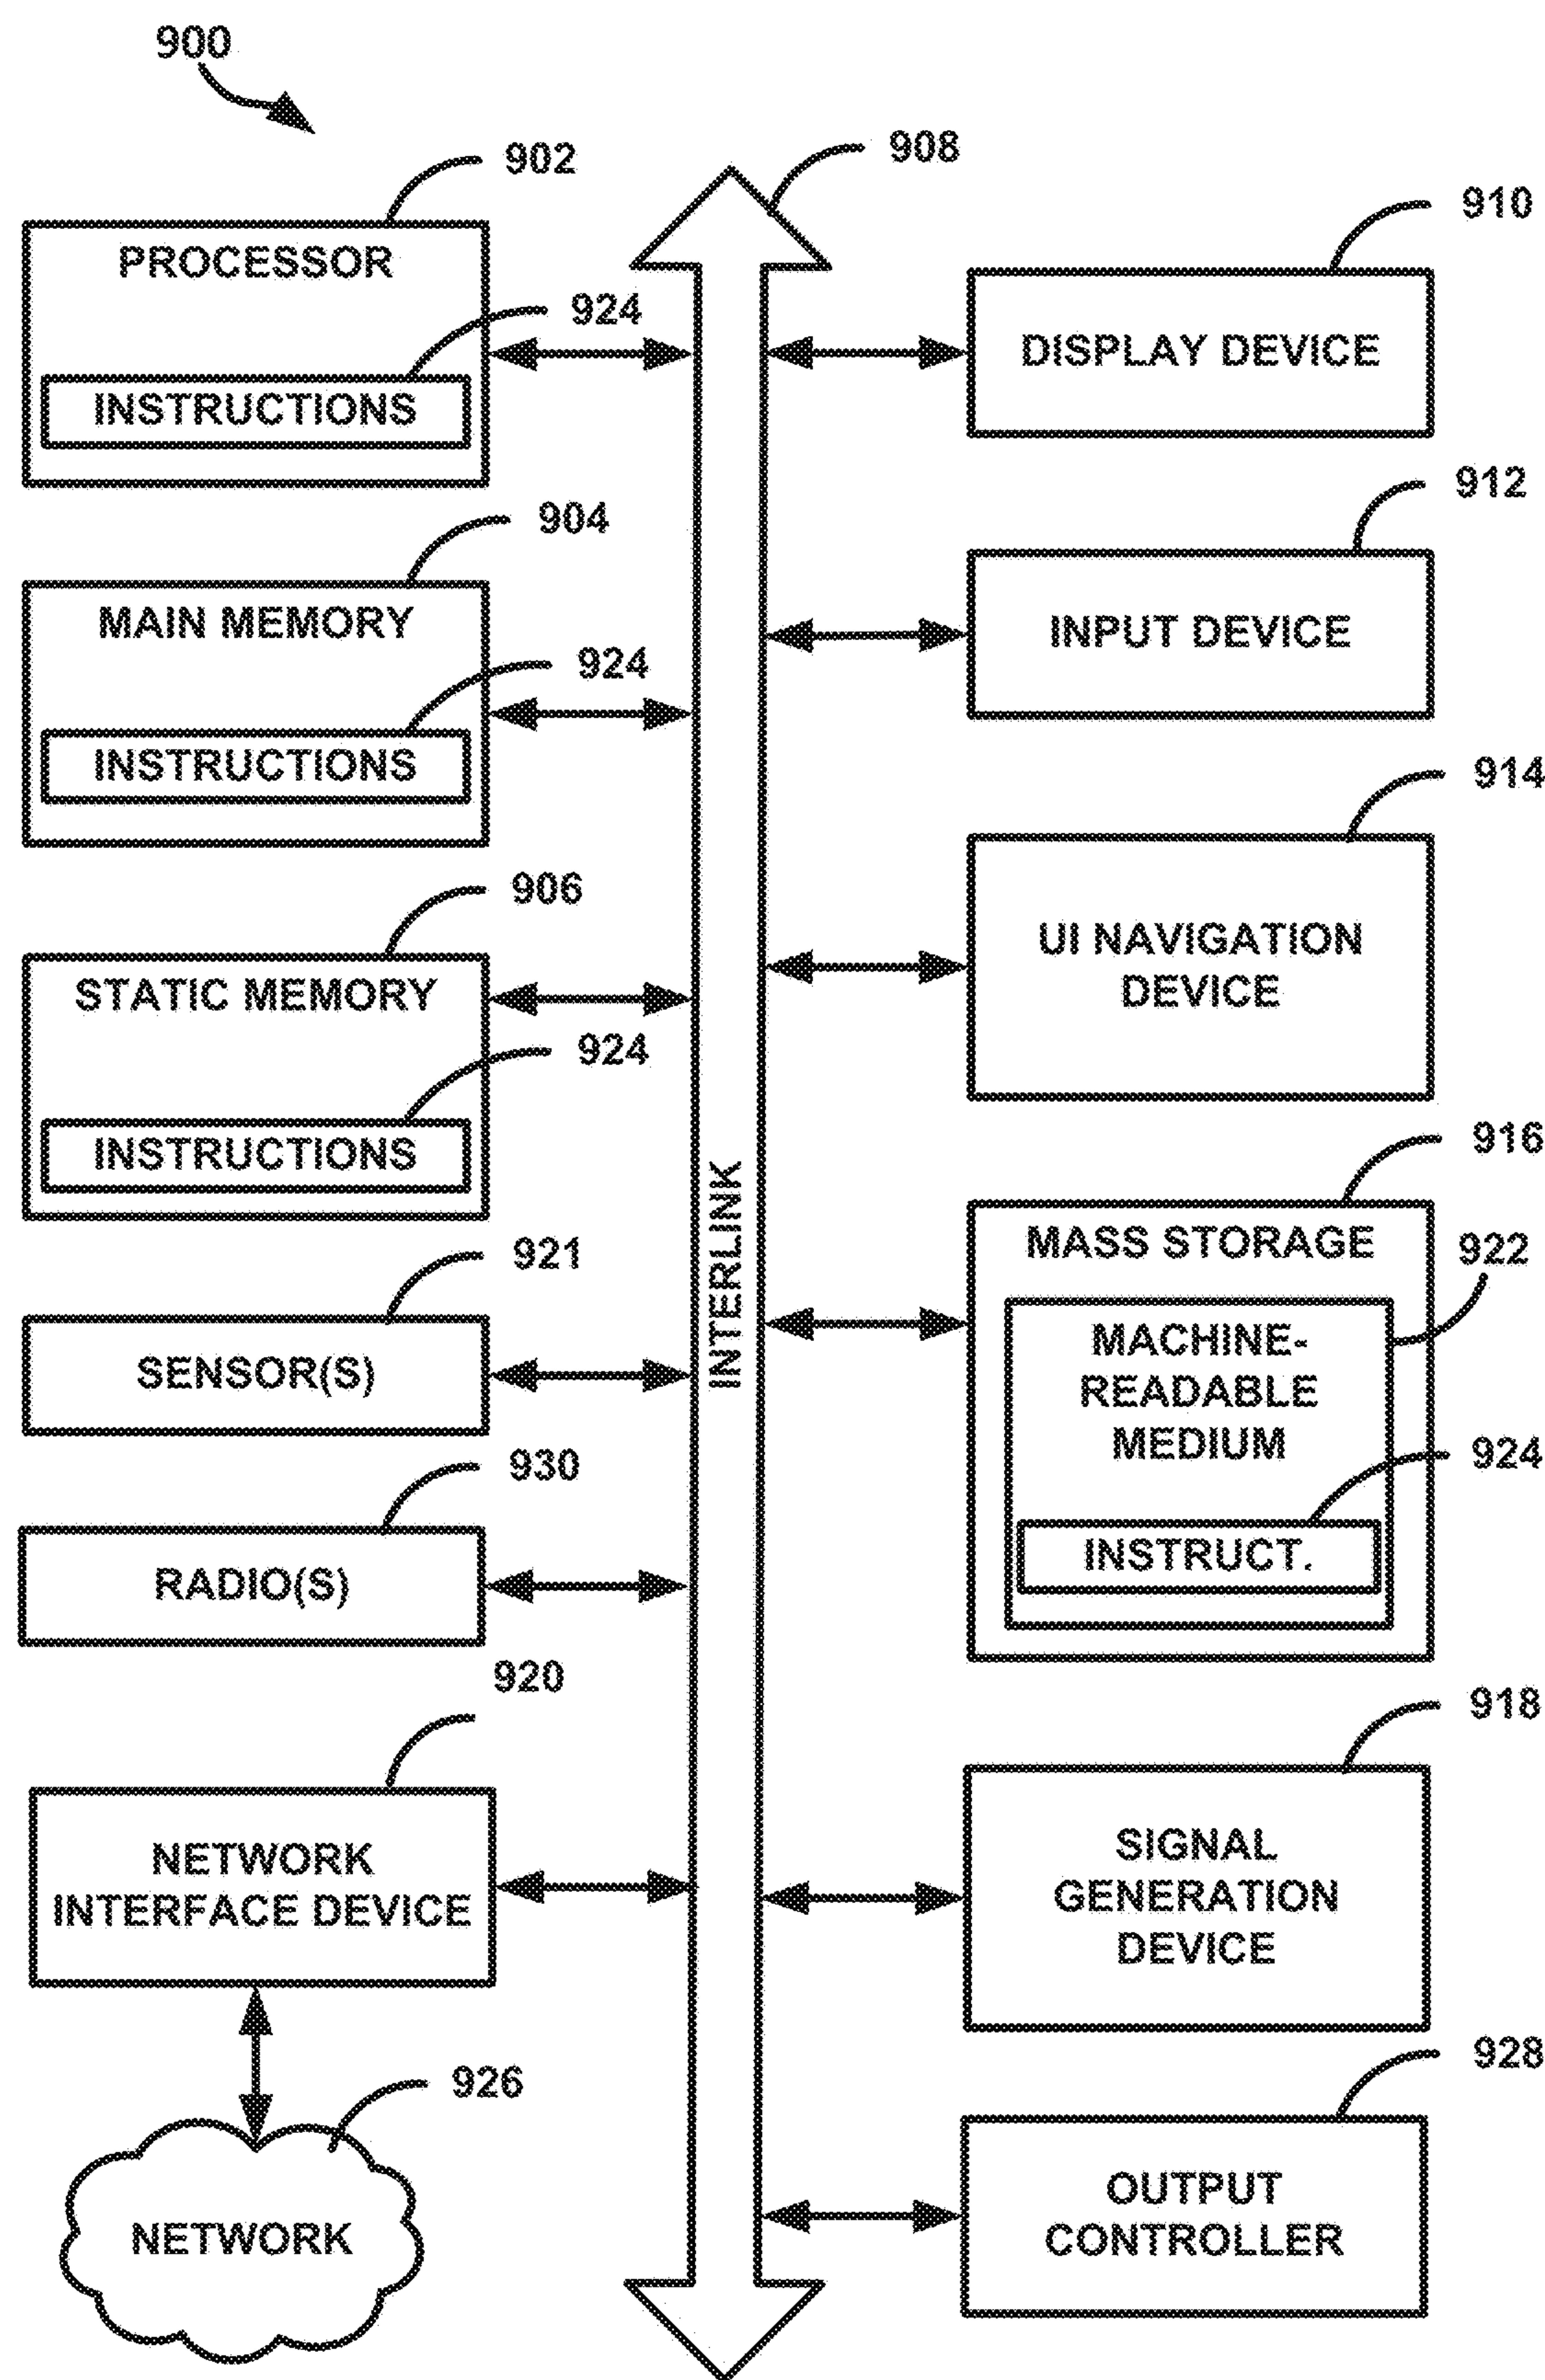 900
902
PROCESSOR
924
INSTRUCTIONS
904
MAIN MEMORY
924
INSTRUCTIONS
906
STATIC MEMORY
924
INSTRUCTIONS
921
SENSOR(S)
930
RADIO(S)
920
NETWORK
INTERFACE DEVICE
926
NETWORK
908
INTERLINK
910
DISPLAY DEVICE
912
INPUT DEVICE
914
UI NAVIGATION
DEVICE
916
MASS STORAGE
922
MACHINE-
READABLE
MEDIUM
924
INSTRUCT.
918
SIGNAL
GENERATION
DEVICE
928
OUTPUT
CONTROLLER